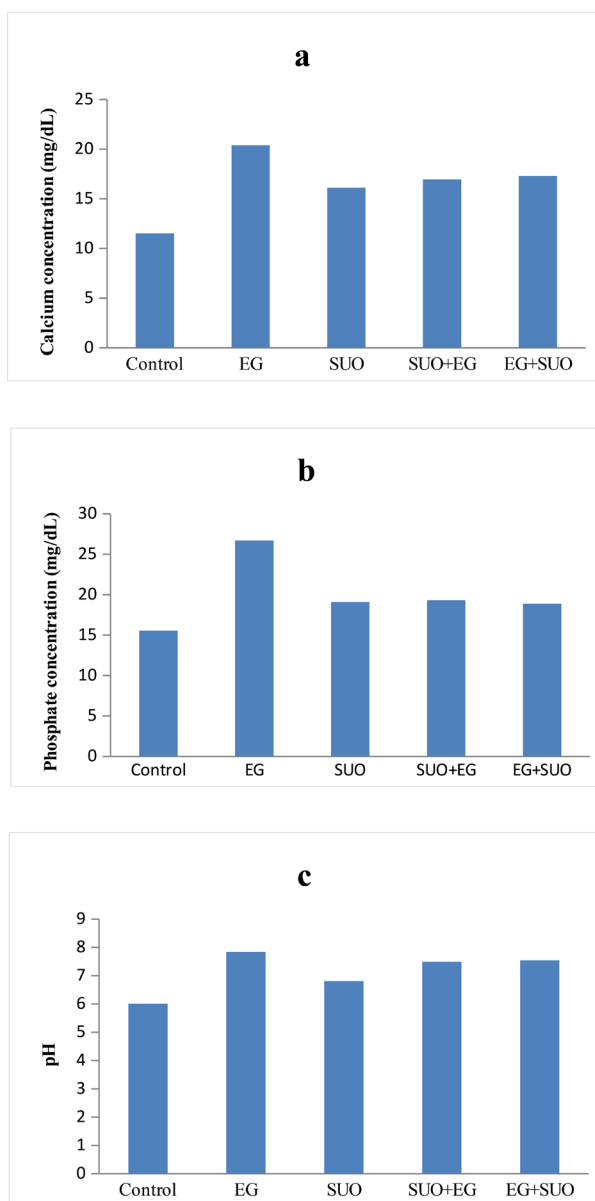 a
Calcium concentration (mg/dL)
25
20
15
10
5
0
Control EG SUO SUO+EG EG+SUO
b
Phosphate concentration (mg/dL)
30
25
20
15
10
5
0
Control EG SUO SUO+EG EG+SUO
c
pH
9
8
7
6
5
4
3
2
1
0
Control EG SUO SUO+EG EG+SUO